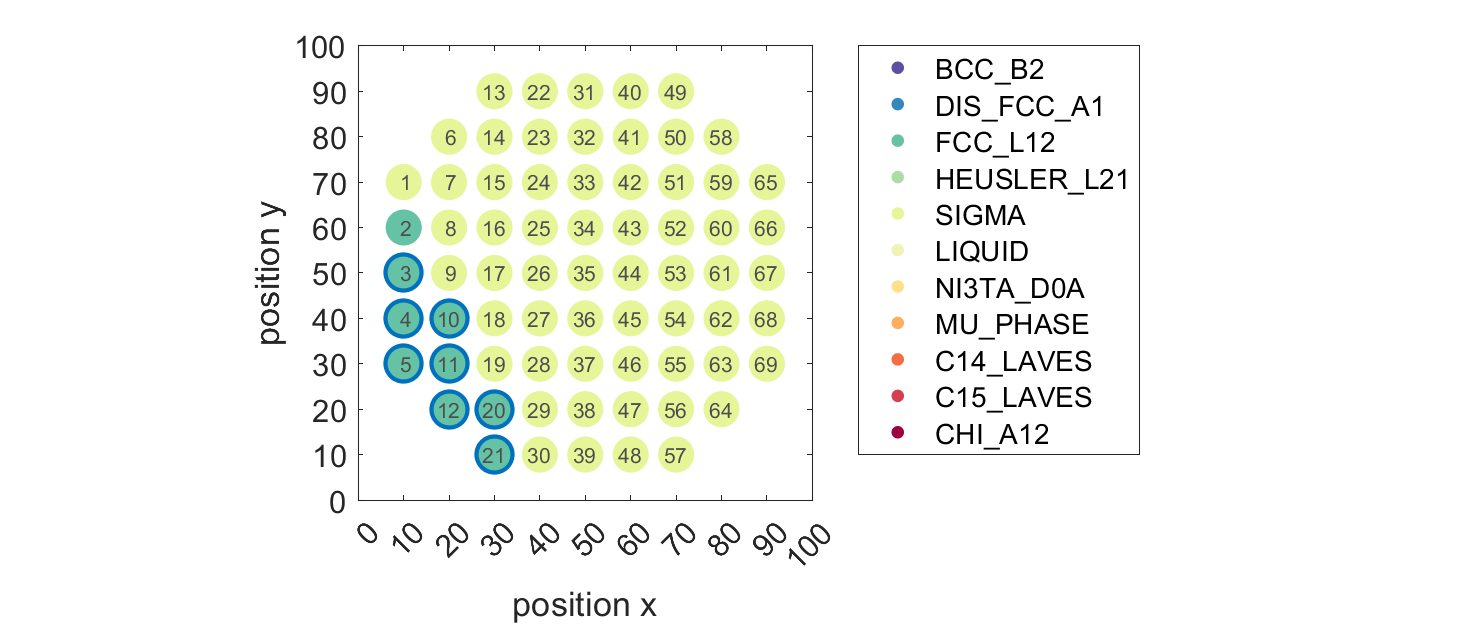 100
90
80
70
60
50
40
30
20
10
0
position y
13 22 31 40 49
6 14 23 32 41 50 58
1 7 15 24 33 42 51 59 65
2 8 16 25 34 43 52 60 66
3 9 17 26 35 44 53 61 67
4 10 18 27 36 45 54 62 68
5 11 19 28 37 46 55 63 69
12 20 29 38 47 56 64
21 30 39 48 57
0 10 20 30 40 50 60 70 80 90 100
position x
BCC_B2
DIS_FCC_A1
FCC_L12
HEUSLER_L21
SIGMA
LIQUID
NI3TA_D0A
MU_PHASE
C14_LAVES
C15_LAVES
CHI_A12